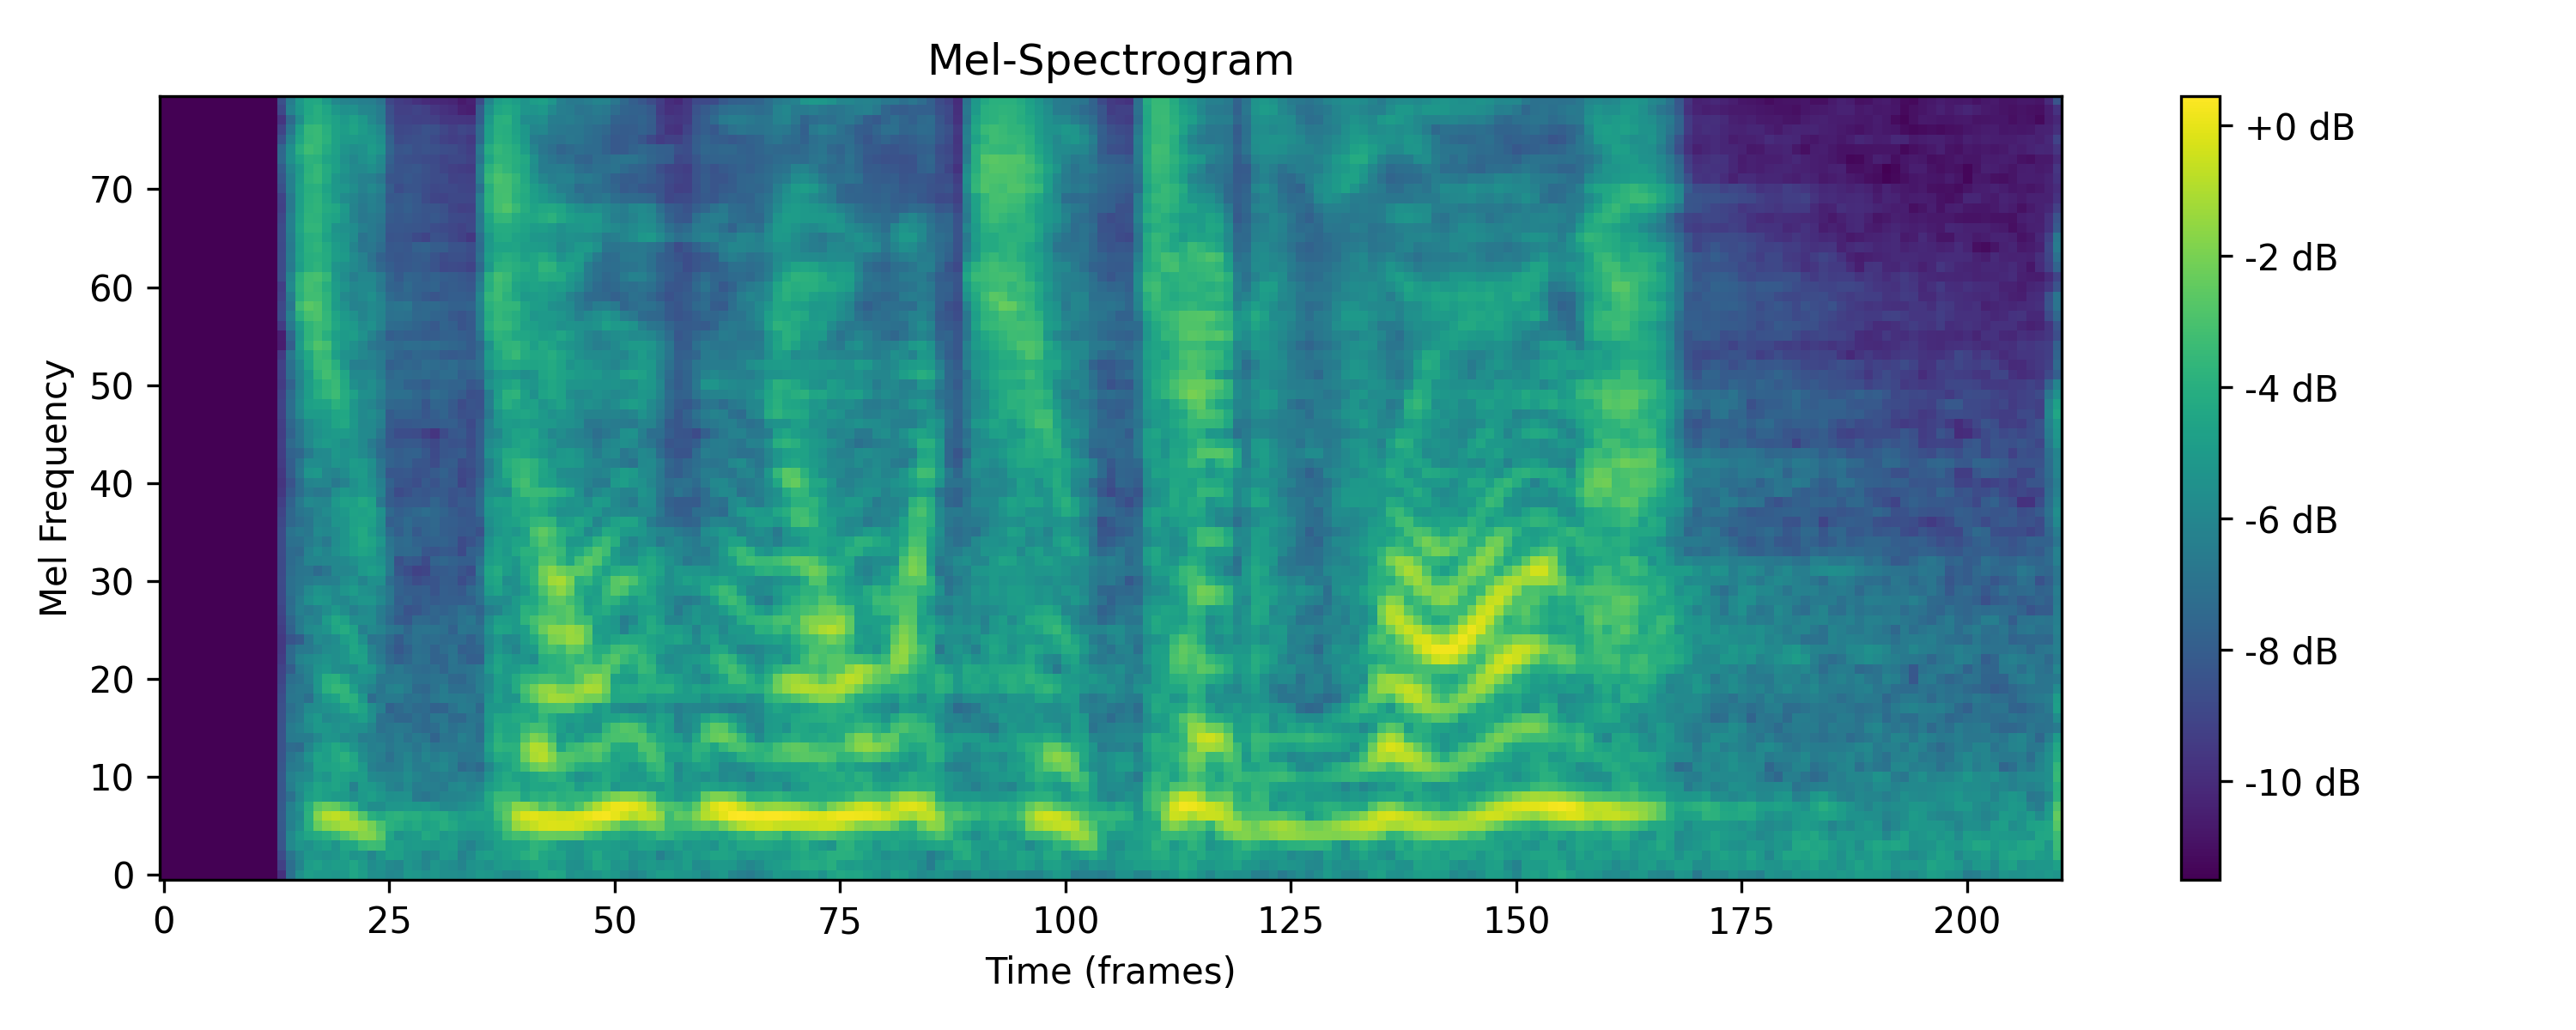 Mel-Spectrogram
Mel Frequency
70
60
50
40
30
20
10
0
0 25 50 75 100 125 150 175 200
Time (frames)
+0 dB
-2 dB
-4 dB
-6 dB
-8 dB
-10 dB